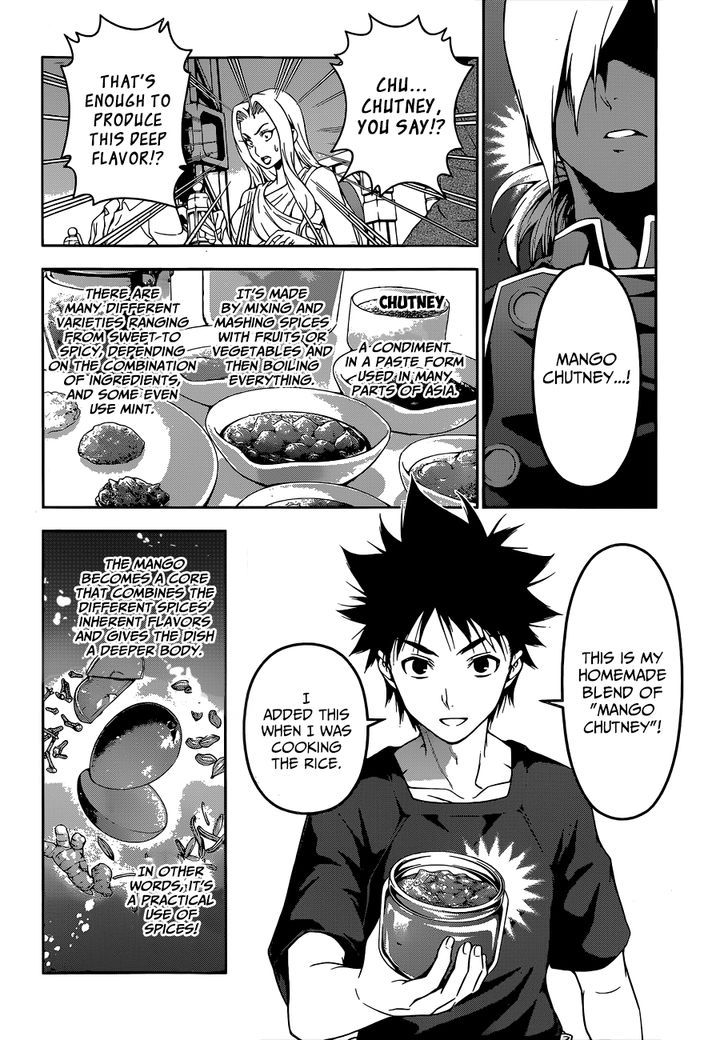 MANGO
CHUTNEY...!
CHU...
CHUTNEY,
YOU SAY!?
THAT'S
ENOUGH TO
PRODUCE
THIS DEEP
FLAVOR!?
CHUTNEY
A CONDIMENT
IN A PASTE FORM
USED IN MANY
PARTS OF ASIA.
IT'S MADE
BY MIXING AND
MASHING SPICES
WITH FRUITS OR
VEGETABLES AND
THEN BOILING
EVERYTHING.
THERE ARE
MANY DIFFERENT
VARIETIES RANGING
FROM SWEET TO
SPICY, DEPENDING
ON THE COMBINATION
OF INGREDIENTS,
AND SOME EVEN
USE MINT.
THIS IS MY
HOMEMADE
BLEND OF
"MANGO
CHUTNEY"!
I
ADDED THIS
WHEN I WAS
COOKING
THE RICE.
THE MANGO
BECOMES A CORE
THAT COMBINES THE
DIFFERENT SPICES'
INHERENT FLAVORS
AND GIVES THE DISH
A DEEPER BODY.
IN OTHER
WORDS, IT'S
A PRACTICAL
USE OF
SPICES!